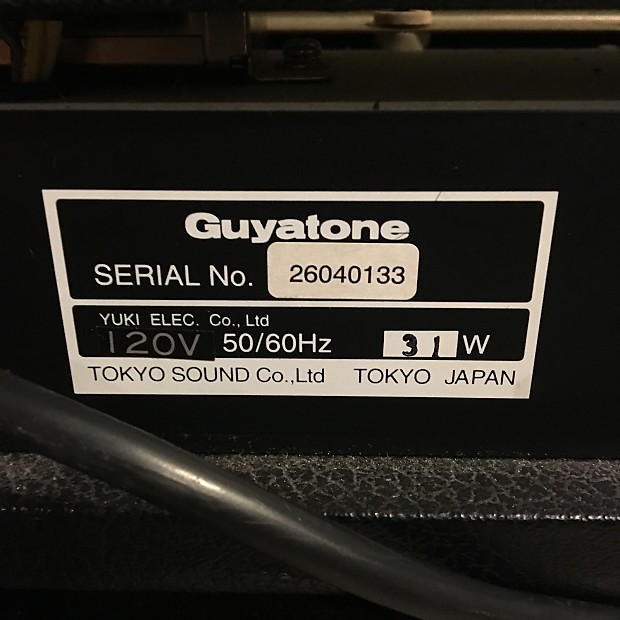 Guyatone
SERIAL No. 26040133
YUKI ELEC. Co., Ltd
120V 50/60Hz 31 W
TOKYO SOUND Co.,Ltd TOKYO JAPAN